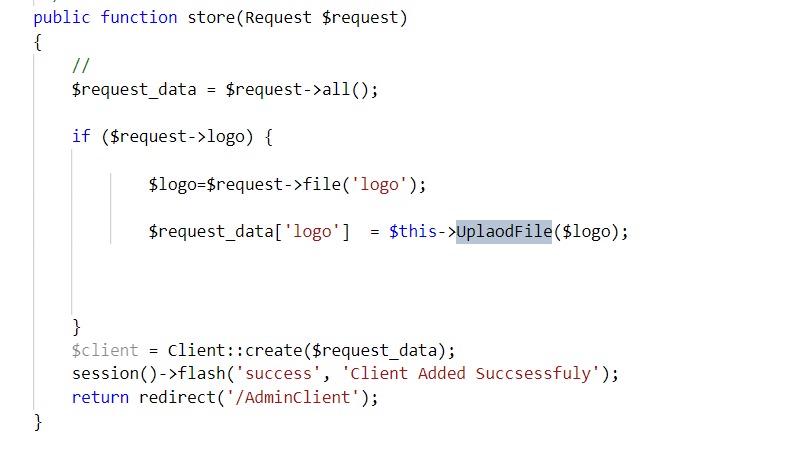 public function store(Request $request)
{
//
$request_data = $request->all();
if ($request->logo) {
$logo=$request->file('logo');
$request_data['logo']  = $this->UplaodFile($logo);
}
$client = Client::create($request_data);
session()->flash('success', 'Client Added Succsessfuly');
return redirect('/AdminClient');
}